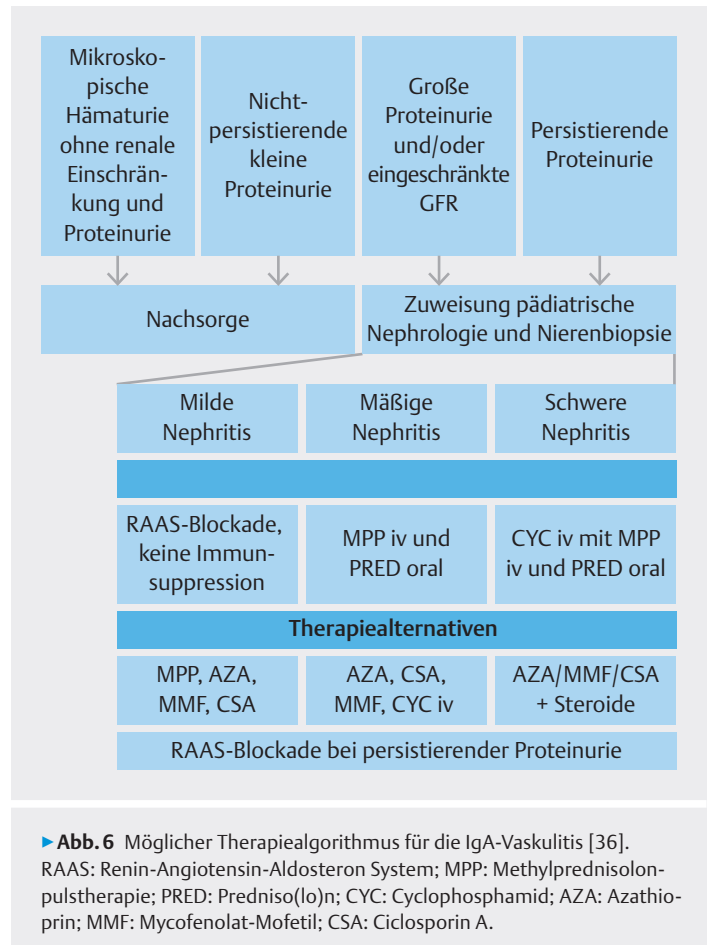 Mikrosko-
pische
Hämaturie
ohne renale
Einschrän-
kung und
Proteinurie
Nicht-
persistierende
kleine
Proteinurie
Große
Proteinurie
und/oder
eingeschränkte
GFR
Persistierende
Proteinurie
Nachsorge
Zuweisung pädiatrische
Nephrologie und Nierenbiopsie
Milde
Nephritis
Mäßige
Nephritis
Schwere
Nephritis
RAAS-Blockade,
keine Immun-
suppression
MPP iv und
PRED oral
CYC iv mit MPP
iv und PRED oral
Therapiealternativen
MPP, AZA,
MMF, CSA
AZA, CSA,
MMF, CYC iv
AZA/MMF/CSA
+ Steroide
RAAS-Blockade bei persistierender Proteinurie
►Abb. 6 Möglicher Therapiealgorithmus für die IgA-Vaskulitis [36].
RAAS: Renin-Angiotensin-Aldosteron System; MPP: Methylprednisolon-
pulstherapie; PRED: Predniso(lo)n; CYC: Cyclophosphamid; AZA: Azathio-
prin; MMF: Mycofenolat-Mofetil; CSA: Ciclosporin A.